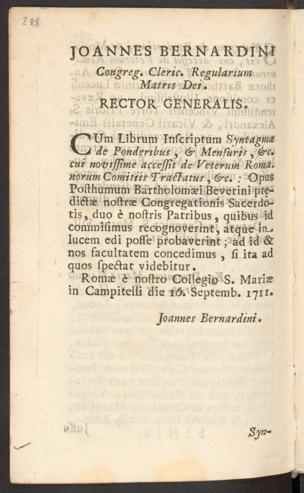 288
JOANNES BERNARDINI
Congreg. Cleric. Regularium
Matris Dei.
RECTOR GENERALIS.
CUm Librum Inscriptum Syntagma
de Ponderibus, & Mensuris, &c.
cui novissime accessit de Veterum Roma-
norum Comitiis Tractatus, &c.: Opus
Posthumum Bartholomæi Beverini prę-
dictæ nostræ Congregationis Sacerdo-
tis, duo è nostris Patribus, quibus id
commisimus recognoverint, atque in
lucem edi posse probaverint; ad id &
nos facultatem concedimus, si ita ad
quos spectat videbitur.
Romæ è nostro Collegio S. Mariæ
in Campitelli die 16. Septemb. 1711.
Joannes Bernardini.
Syn-